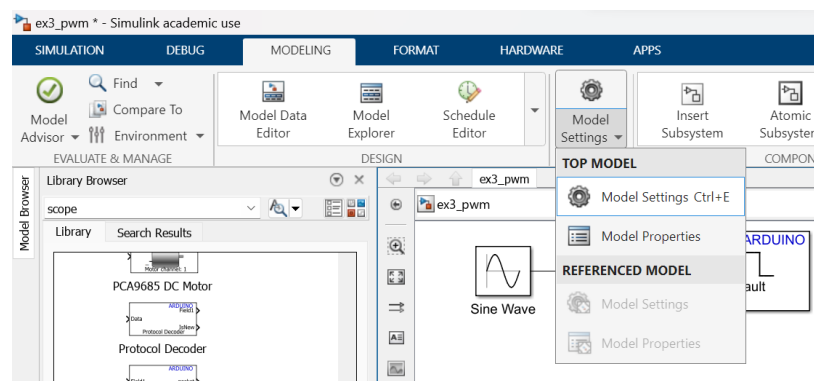 ex3_pwm * - Simulink academic use
SIMULATION DEBUG MODELING FORMAT HARDWARE APPS
Find
Compare To
Environment
Model
Advisor
Model Data
Editor
Model
Explorer
Schedule
Editor
Model
Settings
Insert
Subsystem
Atomic
Subsyster
EVALUATE & MANAGE
DESIGN
COMPON
TOP MODEL
Model Settings Ctrl+E
Model Properties
REFERENCED MODEL
Model Settings
Model Properties
Model Browser
Library Browser
scope
Library Search Results
Motor channel: 1
PCA9685 DC Motor
ARDUINO
Data
Field1
IsNew
Protocol Decoder
Protocol Decoder
ARDUINO
ex3_pwm
ex3_pwm
Sine Wave
ARDUINO
ault